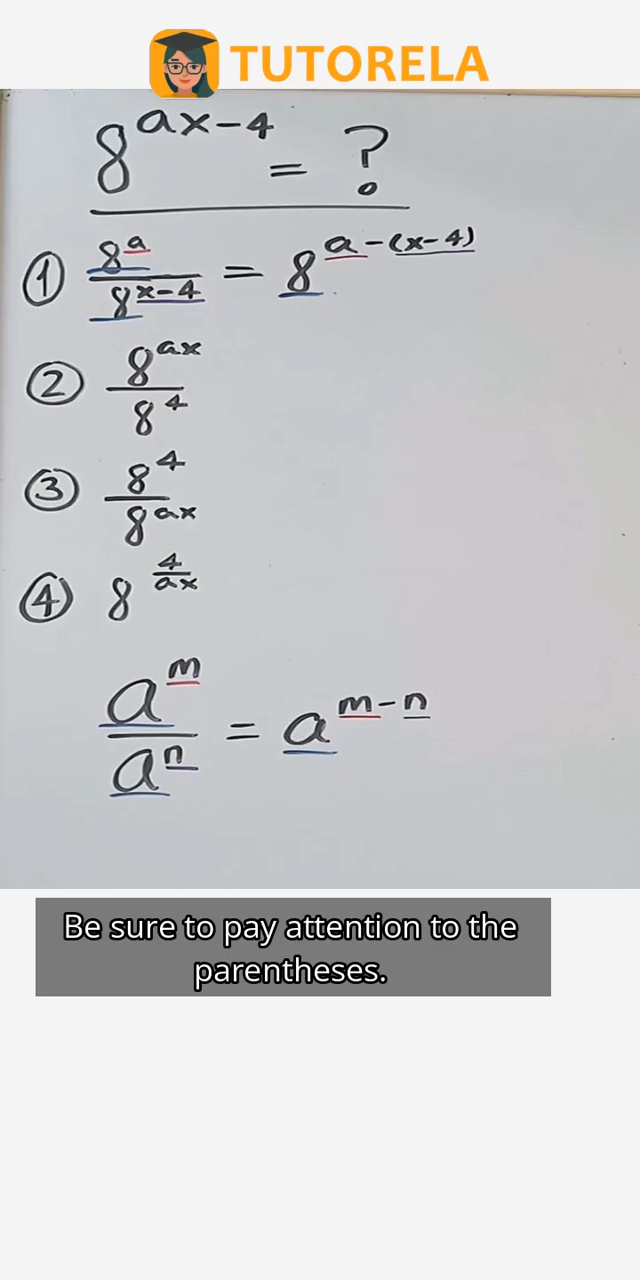 TUTORELA
8^{ax-4} = ?
① 8^a / 8^{x-4} = 8^{a-(x-4)}
② 8^{ax} / 8^4
③ 8^4 / 8^{ax}
④ 8^{4/ax}
a^m / a^n = a^{m-n}
Be sure to pay attention to the
parentheses.